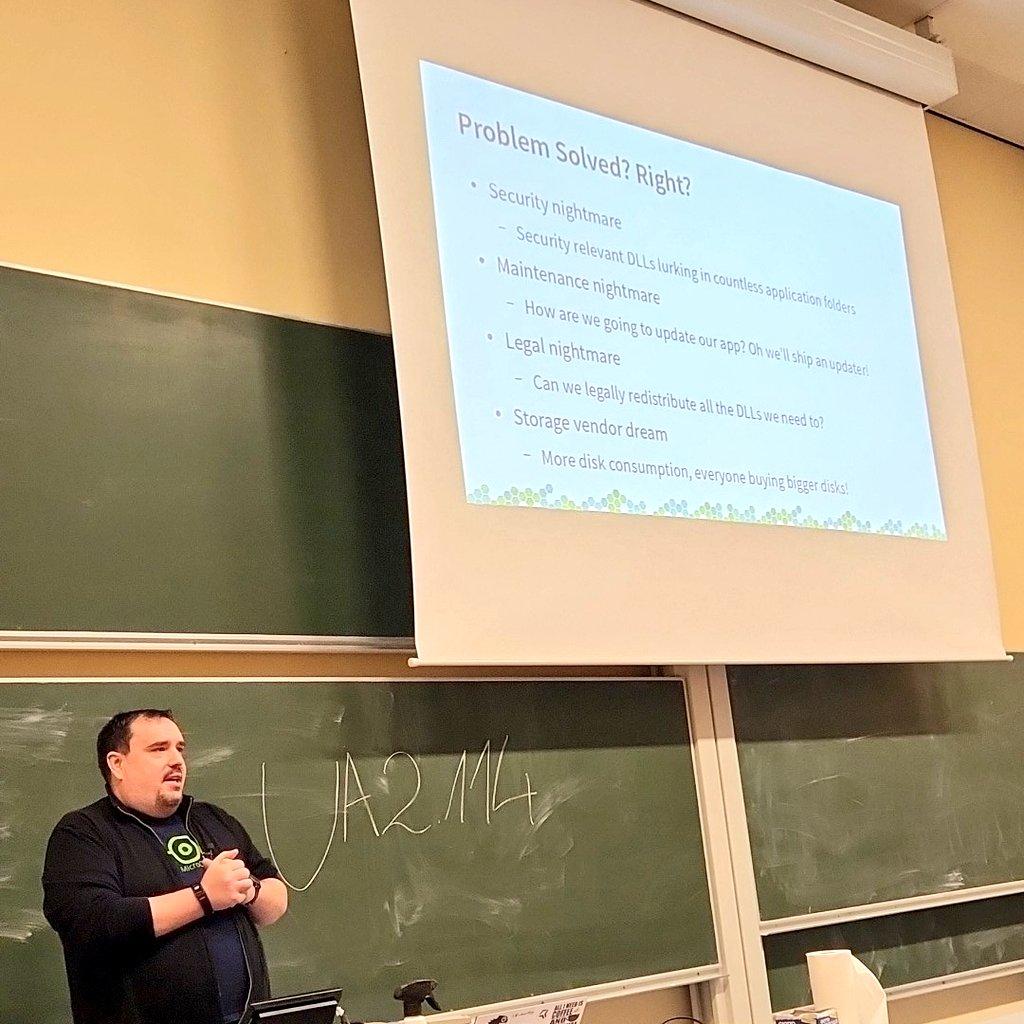 Problem Solved? Right?
• Security nightmare
– Security relevant DLLs lurking in countless application folders
• Maintenance nightmare
– How are we going to update our app? Oh we'll ship an updater!
• Legal nightmare
– Can we legally redistribute all the DLLs we need to?
• Storage vendor dream
– More disk consumption, everyone buying bigger disks!
UA2.114
ALL I NEED IS
COFFEE
AND